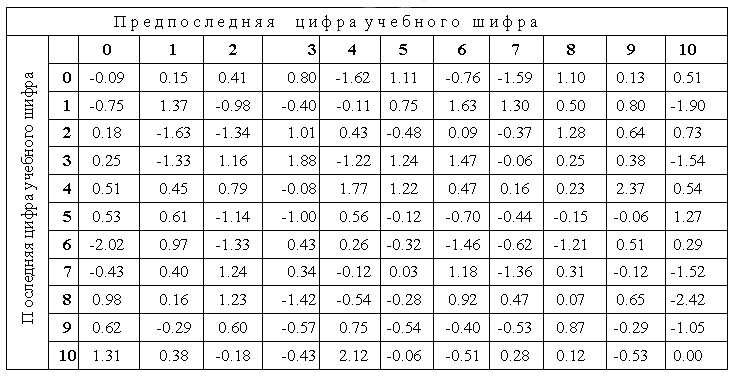 Предпоследняя цифра учебного шифра
Последняя цифра учебного шифра
0 1 2 3 4 5 6 7 8 9 10
0 -0.09 0.15 0.41 0.80 -1.62 1.11 -0.76 -1.59 1.10 0.13 0.51
1 -0.75 1.37 -0.98 -0.40 -0.11 0.75 1.63 1.30 0.50 0.80 -1.90
2 0.18 -1.63 -1.34 1.01 0.43 -0.48 0.09 -0.37 1.28 0.64 0.73
3 0.25 -1.33 1.16 1.88 -1.22 1.24 1.47 -0.06 0.25 0.38 -1.54
4 0.51 0.45 0.79 -0.08 1.77 1.22 0.47 0.16 0.23 2.37 0.54
5 0.53 0.61 -1.14 -1.00 0.56 -0.12 -0.70 -0.44 -0.15 -0.06 1.27
6 -2.02 0.97 -1.33 0.43 0.26 -0.32 -1.46 -0.62 -1.21 0.51 0.29
7 -0.43 0.40 1.24 0.34 -0.12 0.03 1.18 -1.36 0.31 -0.12 -1.52
8 0.98 0.16 1.23 -1.42 -0.54 -0.28 0.92 0.47 0.07 0.65 -2.42
9 0.62 -0.29 0.60 -0.57 0.75 -0.54 -0.40 -0.53 0.87 -0.29 -1.05
10 1.31 0.38 -0.18 -0.43 2.12 -0.06 -0.51 0.28 0.12 -0.53 0.00